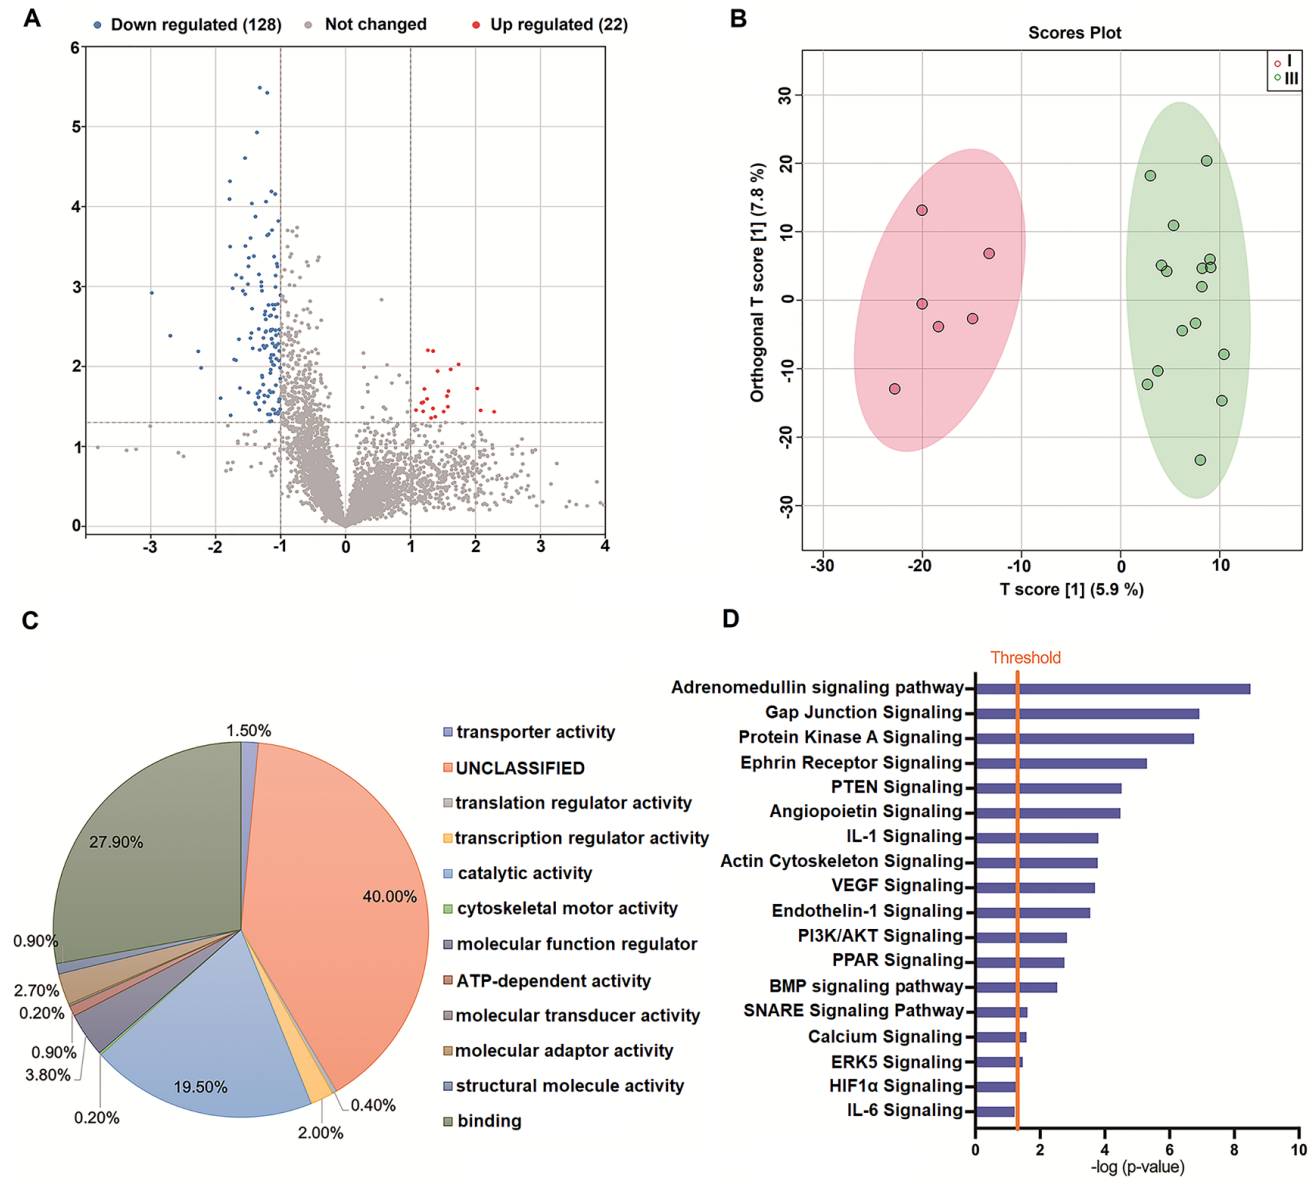 A
Down regulated (128) Not changed Up regulated (22)
6
5
4
3
2
1
0
-3 -2 -1 0 1 2 3 4
B
Scores Plot
I
III
Orthogonal T score [1] (7.8 %)
30
20
10
0
-10
-20
-30
-30 -20 -10 0 10
T score [1] (5.9 %)
C
1.50%
40.00%
0.40%
2.00%
19.50%
0.20%
3.80%
0.90%
0.20%
2.70%
0.90%
27.90%
transporter activity
UNCLASSIFIED
translation regulator activity
transcription regulator activity
catalytic activity
cytoskeletal motor activity
molecular function regulator
ATP-dependent activity
molecular transducer activity
molecular adaptor activity
structural molecule activity
binding
D
Threshold
Adrenomedullin signaling pathway
Gap Junction Signaling
Protein Kinase A Signaling
Ephrin Receptor Signaling
PTEN Signaling
Angiopoietin Signaling
IL-1 Signaling
Actin Cytoskeleton Signaling
VEGF Signaling
Endothelin-1 Signaling
PI3K/AKT Signaling
PPAR Signaling
BMP signaling pathway
SNARE Signaling Pathway
Calcium Signaling
ERK5 Signaling
HIF1α Signaling
IL-6 Signaling
0 2 4 6 8 10
-log (p-value)